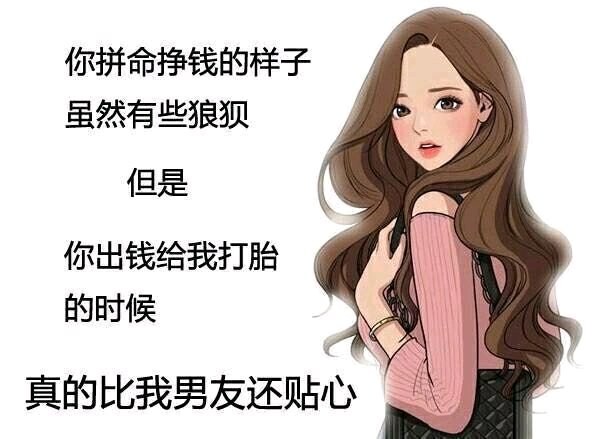 你拼命挣钱的样子
虽然有些狼狈
但是
你出钱给我打胎
的时候
真的比我男友还贴心